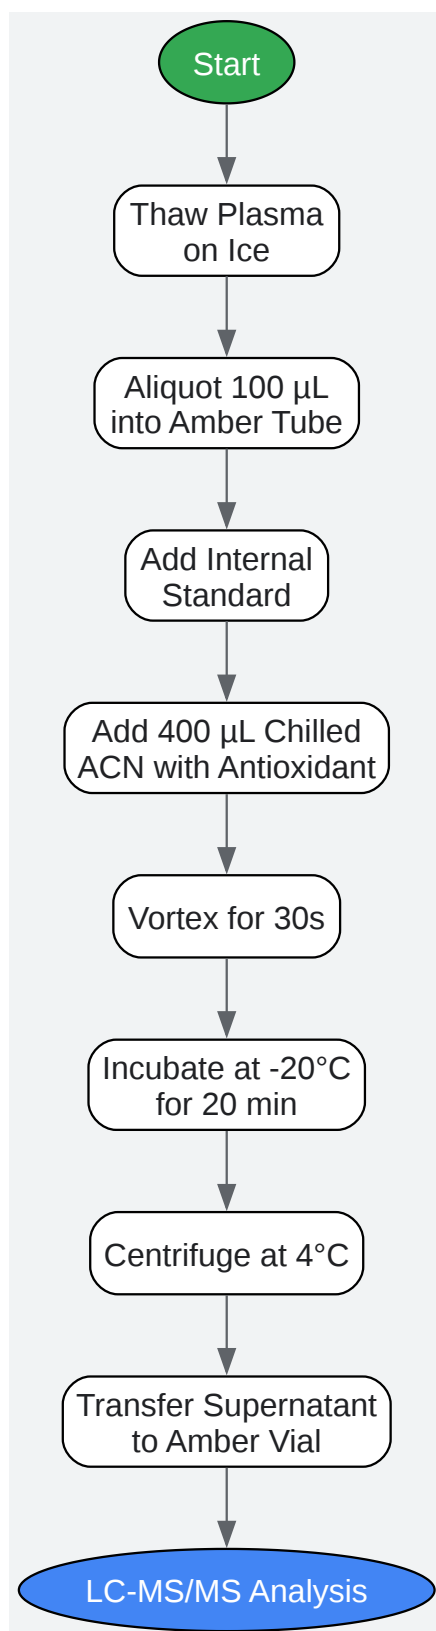 Start
Thaw Plasma
on Ice
Aliquot 100 µL
into Amber Tube
Add Internal
Standard
Add 400 µL Chilled
ACN with Antioxidant
Vortex for 30s
Incubate at -20°C
for 20 min
Centrifuge at 4°C
Transfer Supernatant
to Amber Vial
LC-MS/MS Analysis